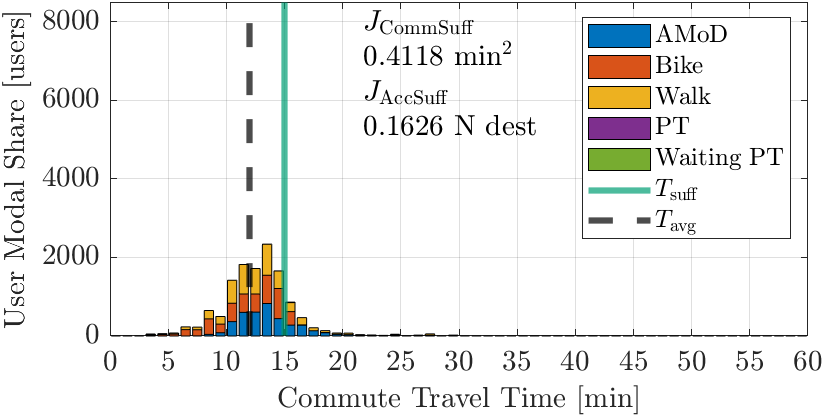 8000
6000
4000
2000
0
User Modal Share [users]
J_CommSuff
0.4118 min²
J_AccSuff
0.1626 N dest
AMoD
Bike
Walk
PT
Waiting PT
T_suff
T_avg
0 5 10 15 20 25 30 35 40 45 50 55 60
Commute Travel Time [min]